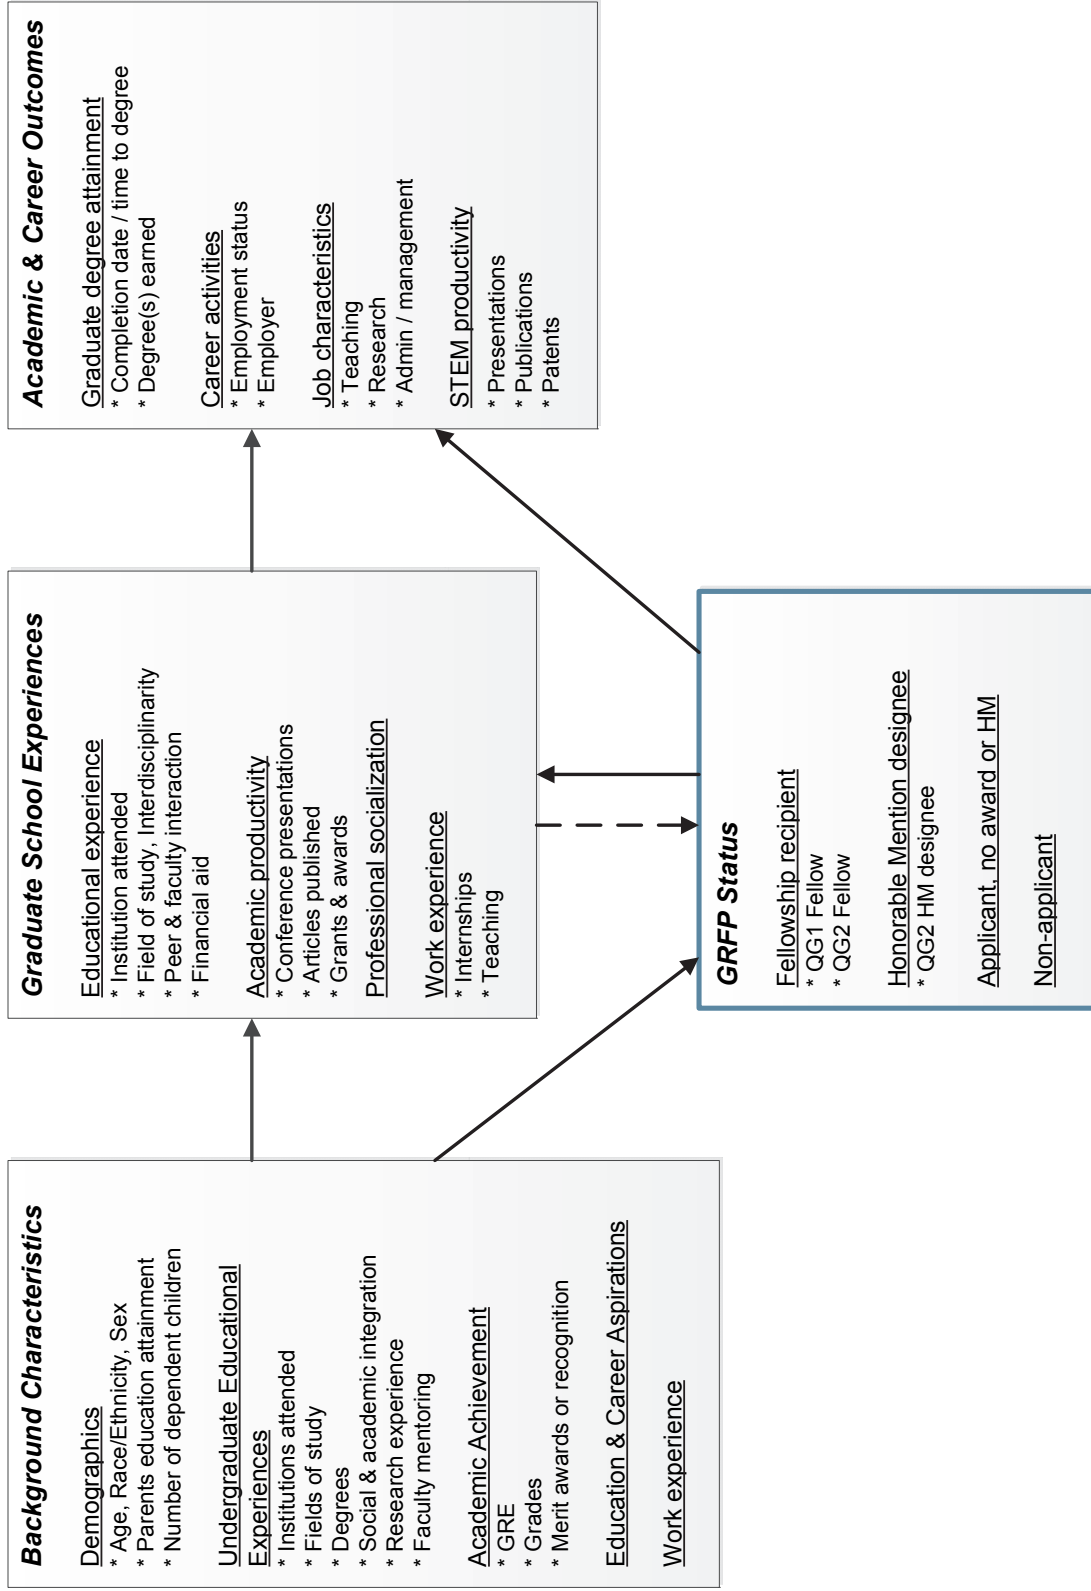 Background Characteristics
Demographics
* Age, Race/Ethnicity, Sex
* Parents education attainment
* Number of dependent children
Undergraduate Educational
Experiences
* Institutions attended
* Fields of study
* Degrees
* Social & academic integration
* Research experience
* Faculty mentoring
Academic Achievement
* GRE
* Grades
* Merit awards or recognition
Education & Career Aspirations
Work experience
Graduate School Experiences
Educational experience
* Institution attended
* Field of study, Interdisciplinarity
* Peer & faculty interaction
* Financial aid
Academic productivity
* Conference presentations
* Articles published
* Grants & awards
Professional socialization
Work experience
* Internships
* Teaching
Academic & Career Outcomes
Graduate degree attainment
* Completion date / time to degree
* Degree(s) earned
Career activities
* Employment status
* Employer
Job characteristics
* Teaching
* Research
* Admin / management
STEM productivity
* Presentations
* Publications
* Patents
GRFP Status
Fellowship recipient
* QG1 Fellow
* QG2 Fellow
Honorable Mention designee
* QG2 HM designee
Applicant, no award or HM
Non-applicant